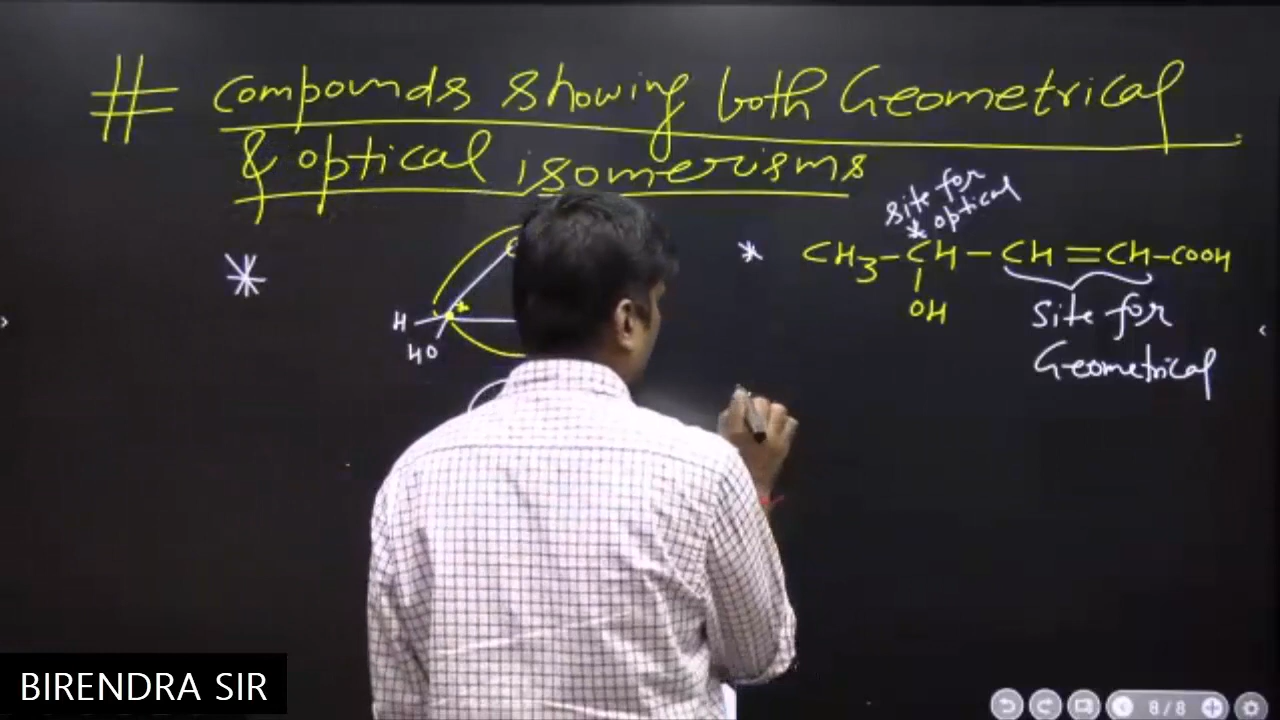 # Compounds showing both Geometrical
& optical isomerisms
site for
* optical
* CH3-CH-CH=CH-COOH
OH
site for
Geometrical
*
H
HO
BIRENDRA SIR
8/8